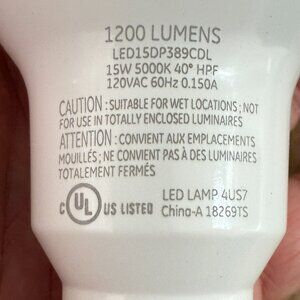 1200 LUMENS
LED15DP389CDL
15W 5000K 40° HPF
120VAC 60Hz 0.150A
CAUTION : SUITABLE FOR WET LOCATIONS ; NOT
FOR USE IN TOTALLY ENCLOSED LUMINAIRES
ATTENTION : CONVIENT AUX EMPLACEMENTS
MOUILLÉS ; NE CONVIENT PAS À DES LUMINAIRES
TOTALEMENT FERMÉS
LED LAMP 4US7
C UL US LISTED China-A 18269TS